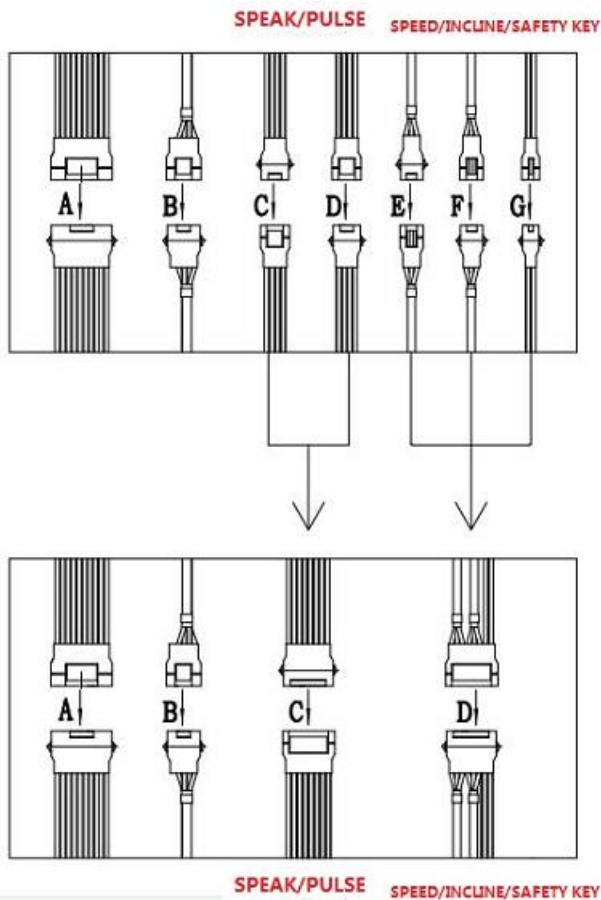 SPEAK/PULSE SPEED/INCLINE/SAFETY KEY
A B C D E F G
A B C D
SPEAK/PULSE SPEED/INCLINE/SAFETY KEY